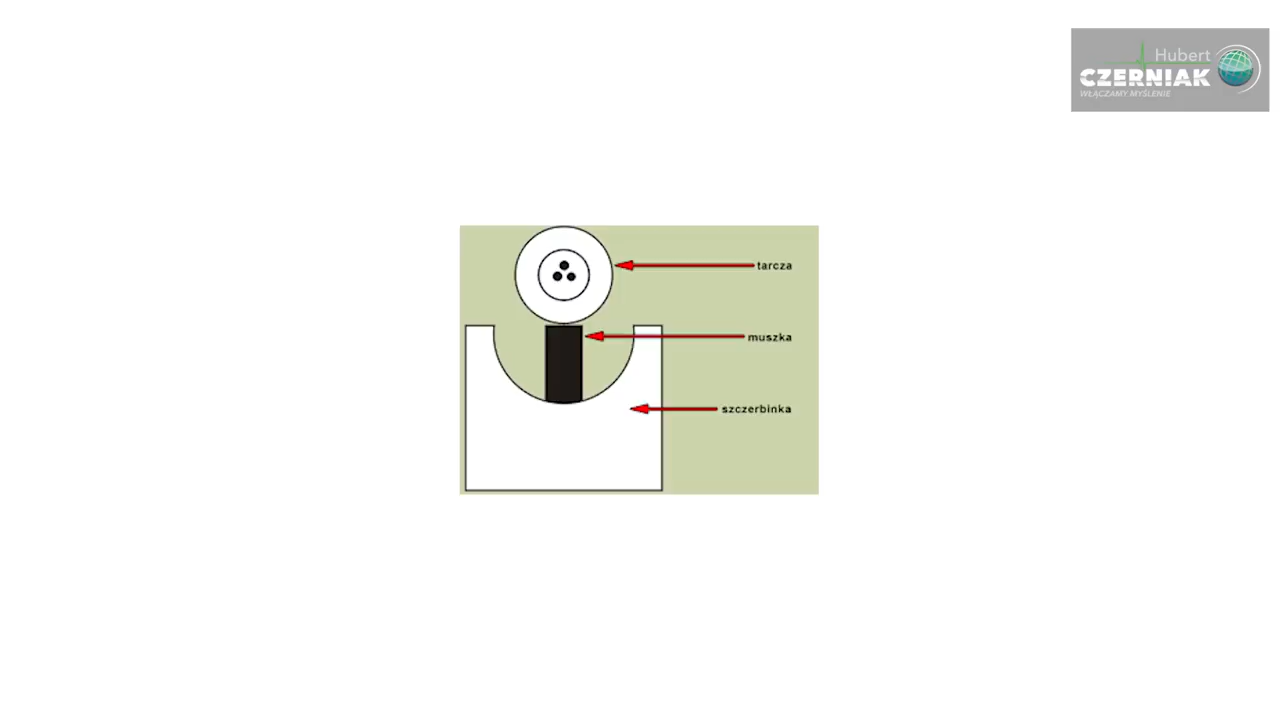 Hubert
CZERNIAK
WŁĄCZAMY MYŚLENIE
tarcza
muszka
szczerbinka